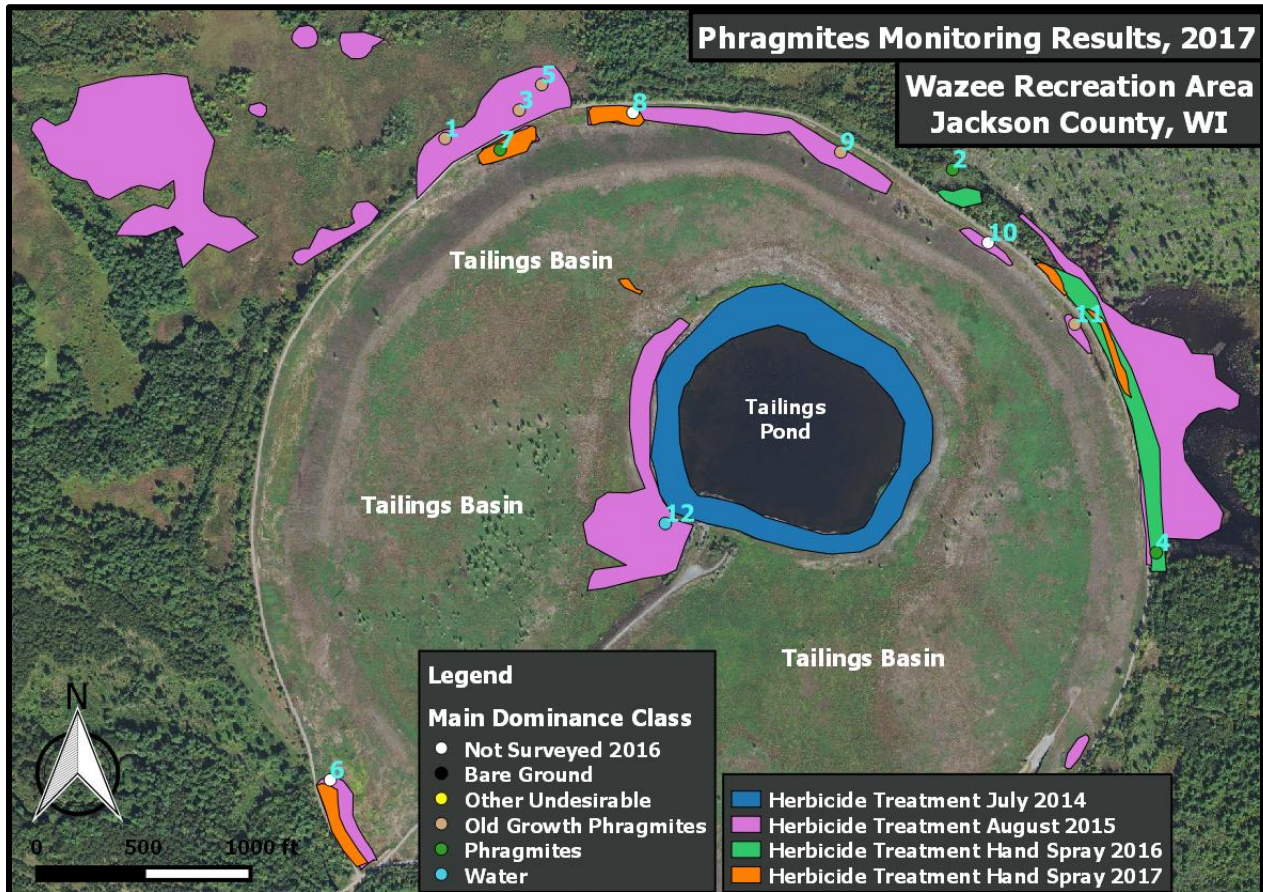 Phragmites Monitoring Results, 2017
Wazee Recreation Area
Jackson County, WI
5
3
1
7
8
9
2
10
11
4
Tailings Basin
Tailings
Pond
Tailings Basin
12
Tailings Basin
6
N
0 500 1000 ft
Legend
Main Dominance Class
Not Surveyed 2016
Bare Ground
Other Undesirable
Old Growth Phragmites
Phragmites
Water
Herbicide Treatment July 2014
Herbicide Treatment August 2015
Herbicide Treatment Hand Spray 2016
Herbicide Treatment Hand Spray 2017